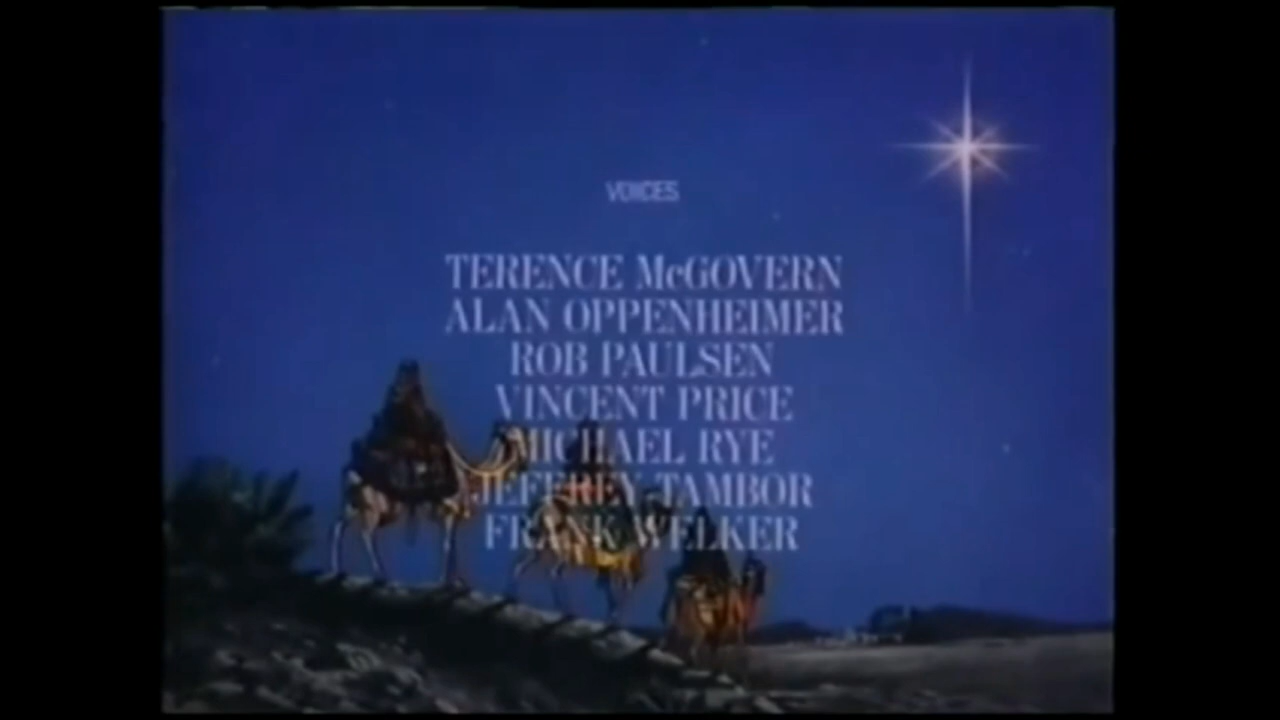 VOICES
TERENCE McGOVERN
ALAN OPPENHEIMER
ROB PAULSEN
VINCENT PRICE
MICHAEL RYE
JEFFREY TAMBOR
FRANK WELKER